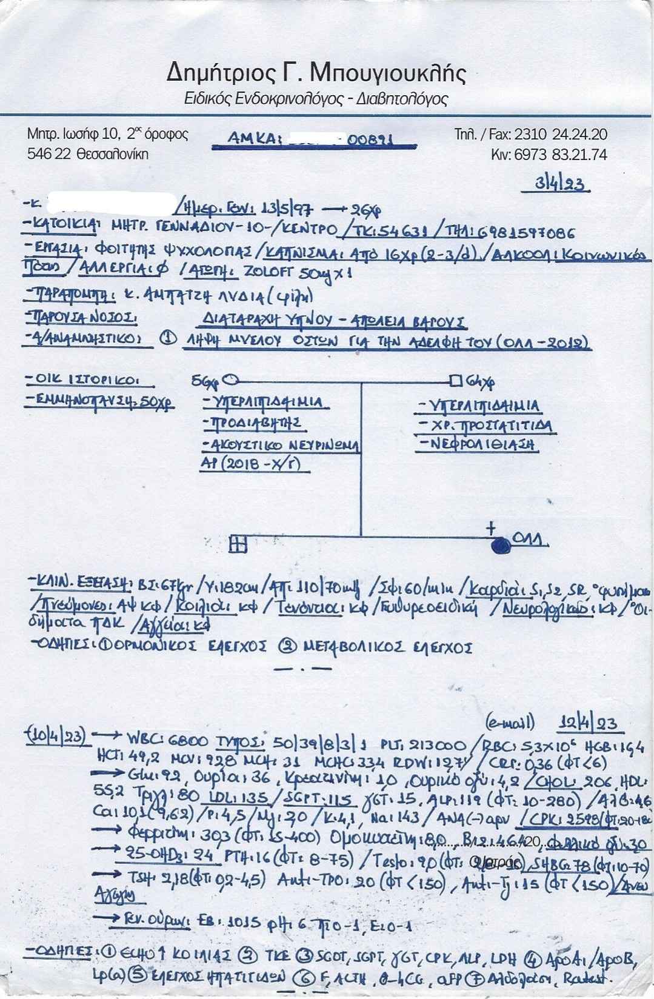 Δημήτριος Γ. Μπουγιουκλής
Ειδικός Ενδοκρινολόγος - Διαβητολόγος
Μητρ. Ιωσήφ 10, 2ος όροφος
546 22 Θεσσαλονίκη
ΑΜΚΑ: 00891
Τηλ. / Fax: 2310 24.24.20
Κιν: 6973 83.21.74
3/4/23
-Κ. /Ημερ. Γεν: 13/5/97 → 26χρ
-ΚΑΤΟΙΚΙΑ: ΜΗΤΡ. ΓΕΝΝΑΔΙΟΥ-10-/ΚΕΝΤΡΟ/ΤΚ:54631/ΤΗΛ:6981597086
-ΕΡΓΑΣΙΑ: ΦΟΙΤΗΤΗΣ ΨΥΧΟΛΟΓΙΑΣ/ΚΑΠΝΙΣΜΑ: Από 16χρ(2-3/d)/ΑΛΚΟΟΛ: Κοινωνικός
πότης/ΑΛΛΕΡΓΙΑ: φ /ΑΓΩΓΗ: ZOLOFT 50mg x 1
-ΠΑΡΑΠΟΜΠΗ: Κ. ΑΜΠΑΤΖΗ ΛΥΔΙΑ (φίλη)
-ΠΑΡΟΥΣΑ ΝΟΣΟΣ: ΔΙΑΤΑΡΑΧΗ ΥΠΝΟΥ - ΑΠΩΛΕΙΑ ΒΑΡΟΥΣ
-Α/ΑΝΑΜΝΗΣΤΙΚΟ: ① ΛΗΨΗ ΜΥΕΛΟΥ ΟΣΤΩΝ ΓΙΑ ΤΗΝ ΑΔΕΛΦΗ ΤΟΥ (ΟΛΛ-2012)
-ΟΙΚ ΙΣΤΟΡΙΚΟ: 56χρ 64χρ
-ΕΜΜΗΝΟΠΑΥΣΗ: 50χρ -ΥΠΕΡΛΙΠΙΔΑΙΜΙΑ -ΥΠΕΡΛΙΠΙΔΑΙΜΙΑ
-ΠΡΟΔΙΑΒΗΤΗΣ -ΧΡ. ΠΡΟΣΤΑΤΙΤΙΔΑ
-ΑΚΟΥΣΤΙΚΟ ΝΕΥΡΙΝΩΜΑ -ΝΕΦΡΟΛΙΘΙΑΣΗ
ΑΡ (2018-Χ/Γ)
+ ΟΛΛ
-ΚΛΙΝ. ΕΞΕΤΑΣΗ: ΒΣ:67kgr/Υ:182cm/ΑΠ: 110/70mmHg/Σφ:60/min/Καρδιά: S1, S2, SR, °φυσήματα
/Πνεύμονες: ΑΨ ΚΦ/Κοιλιά: ΚΦ/Τενόντια: ΚΦ/Ευθυρεοειδική/Νευρολογικώς: ΚΦ/°Οι-
δήματα ΠΔΚ/Αγγεία: ΚΦ
-ΟΔΗΓΙΕΣ: ① ΟΡΜΟΝΙΚΟΣ ΕΛΕΓΧΟΣ ② ΜΕΤΑΒΟΛΙΚΟΣ ΕΛΕΓΧΟΣ
(e-mail) 12/4/23
(10/4/23) → WBC: 6800 ΤΥΠΟΣ: 50/39/8/3/1 PLT: 213000 /RBC: 5,3×10⁶ HGB: 16,4
HCT: 49,2 MCV: 92,8 MCH: 31 MCHC: 33,4 RDW: 12,7 /CRP: 0,36 (ΦΤ<6)
→ Glu: 92, Ουρία: 36, Κρεατινίνη: 1,0, Ουρικό οξύ: 4,2 /CHOL: 206, HDL:
55,2 Τριγλ: 80 LDL: 135/SGPT: 115 γGT: 15, ALP: 119 (ΦΤ: 10-280) /Αλβ: 4,6
Ca: 10,1 (9,62) /P: 4,5 /Mg: 2,0 /K: 4,1, Na: 143 /ANA(-) αρν /CPK: 2598 (ΦΤ:20-180
→ Φερριτίνη: 303 (ΦΤ: 15-400) Ομοκυστεΐνη: 8,0, B12: 464, Φυλλικό οξύ: 30
→ 25-OHD3: 24 PTH: 16 (ΦΤ: 8-75) /Testo: 9,0 (ΦΤ: Ο Ιατρός), SHBG: 78 (ΦΤ: 10-70)
→ TSH: 2,18 (ΦΤ: 0,2-4,5) Anti-TPO: 20 (ΦΤ<150), Anti-Tg: 15 (ΦΤ<150)/Άνευ
Αγωγής
→ Γεν. ούρων: ΕΒ: 1015 pH: 6 Π:0-1, Ε:0-1
-ΟΔΗΓΙΕΣ: ① ECHO ↑ ΚΟΙΛΙΑΣ ② ΤΚΕ ③ SGOT, SGPT, γGT, CPK, ALP, LDH ④ ApoA1/ApoB,
Lp(a) ⑤ ΕΛΕΓΧΟΣ ΗΠΑΤΙΤΙΔΩΝ ⑥ F, ACTH, β-hCG, αFP ⑦ Αλδολάση, Ratest.